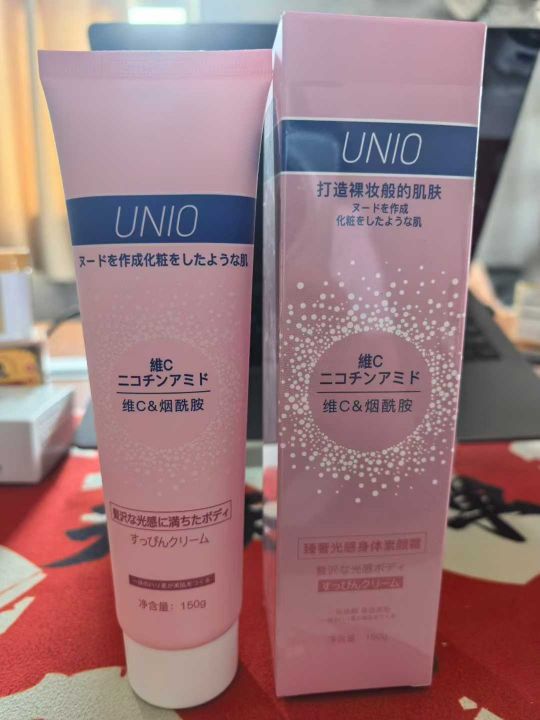 UNIO
ヌードを作成化粧をしたような肌
維C
ニコチンアミド
维C&烟酰胺
贅沢な光感に満ちたボディ
すっぴんクリーム
净含量：150g
UNIO
打造裸妆般的肌肤
ヌードを作成
化粧をしたような肌
維C
ニコチンアミド
维C&烟酰胺
臻奢光感身体素颜霜
贅沢な光感ボディ
すっぴんクリーム
净含量：150g